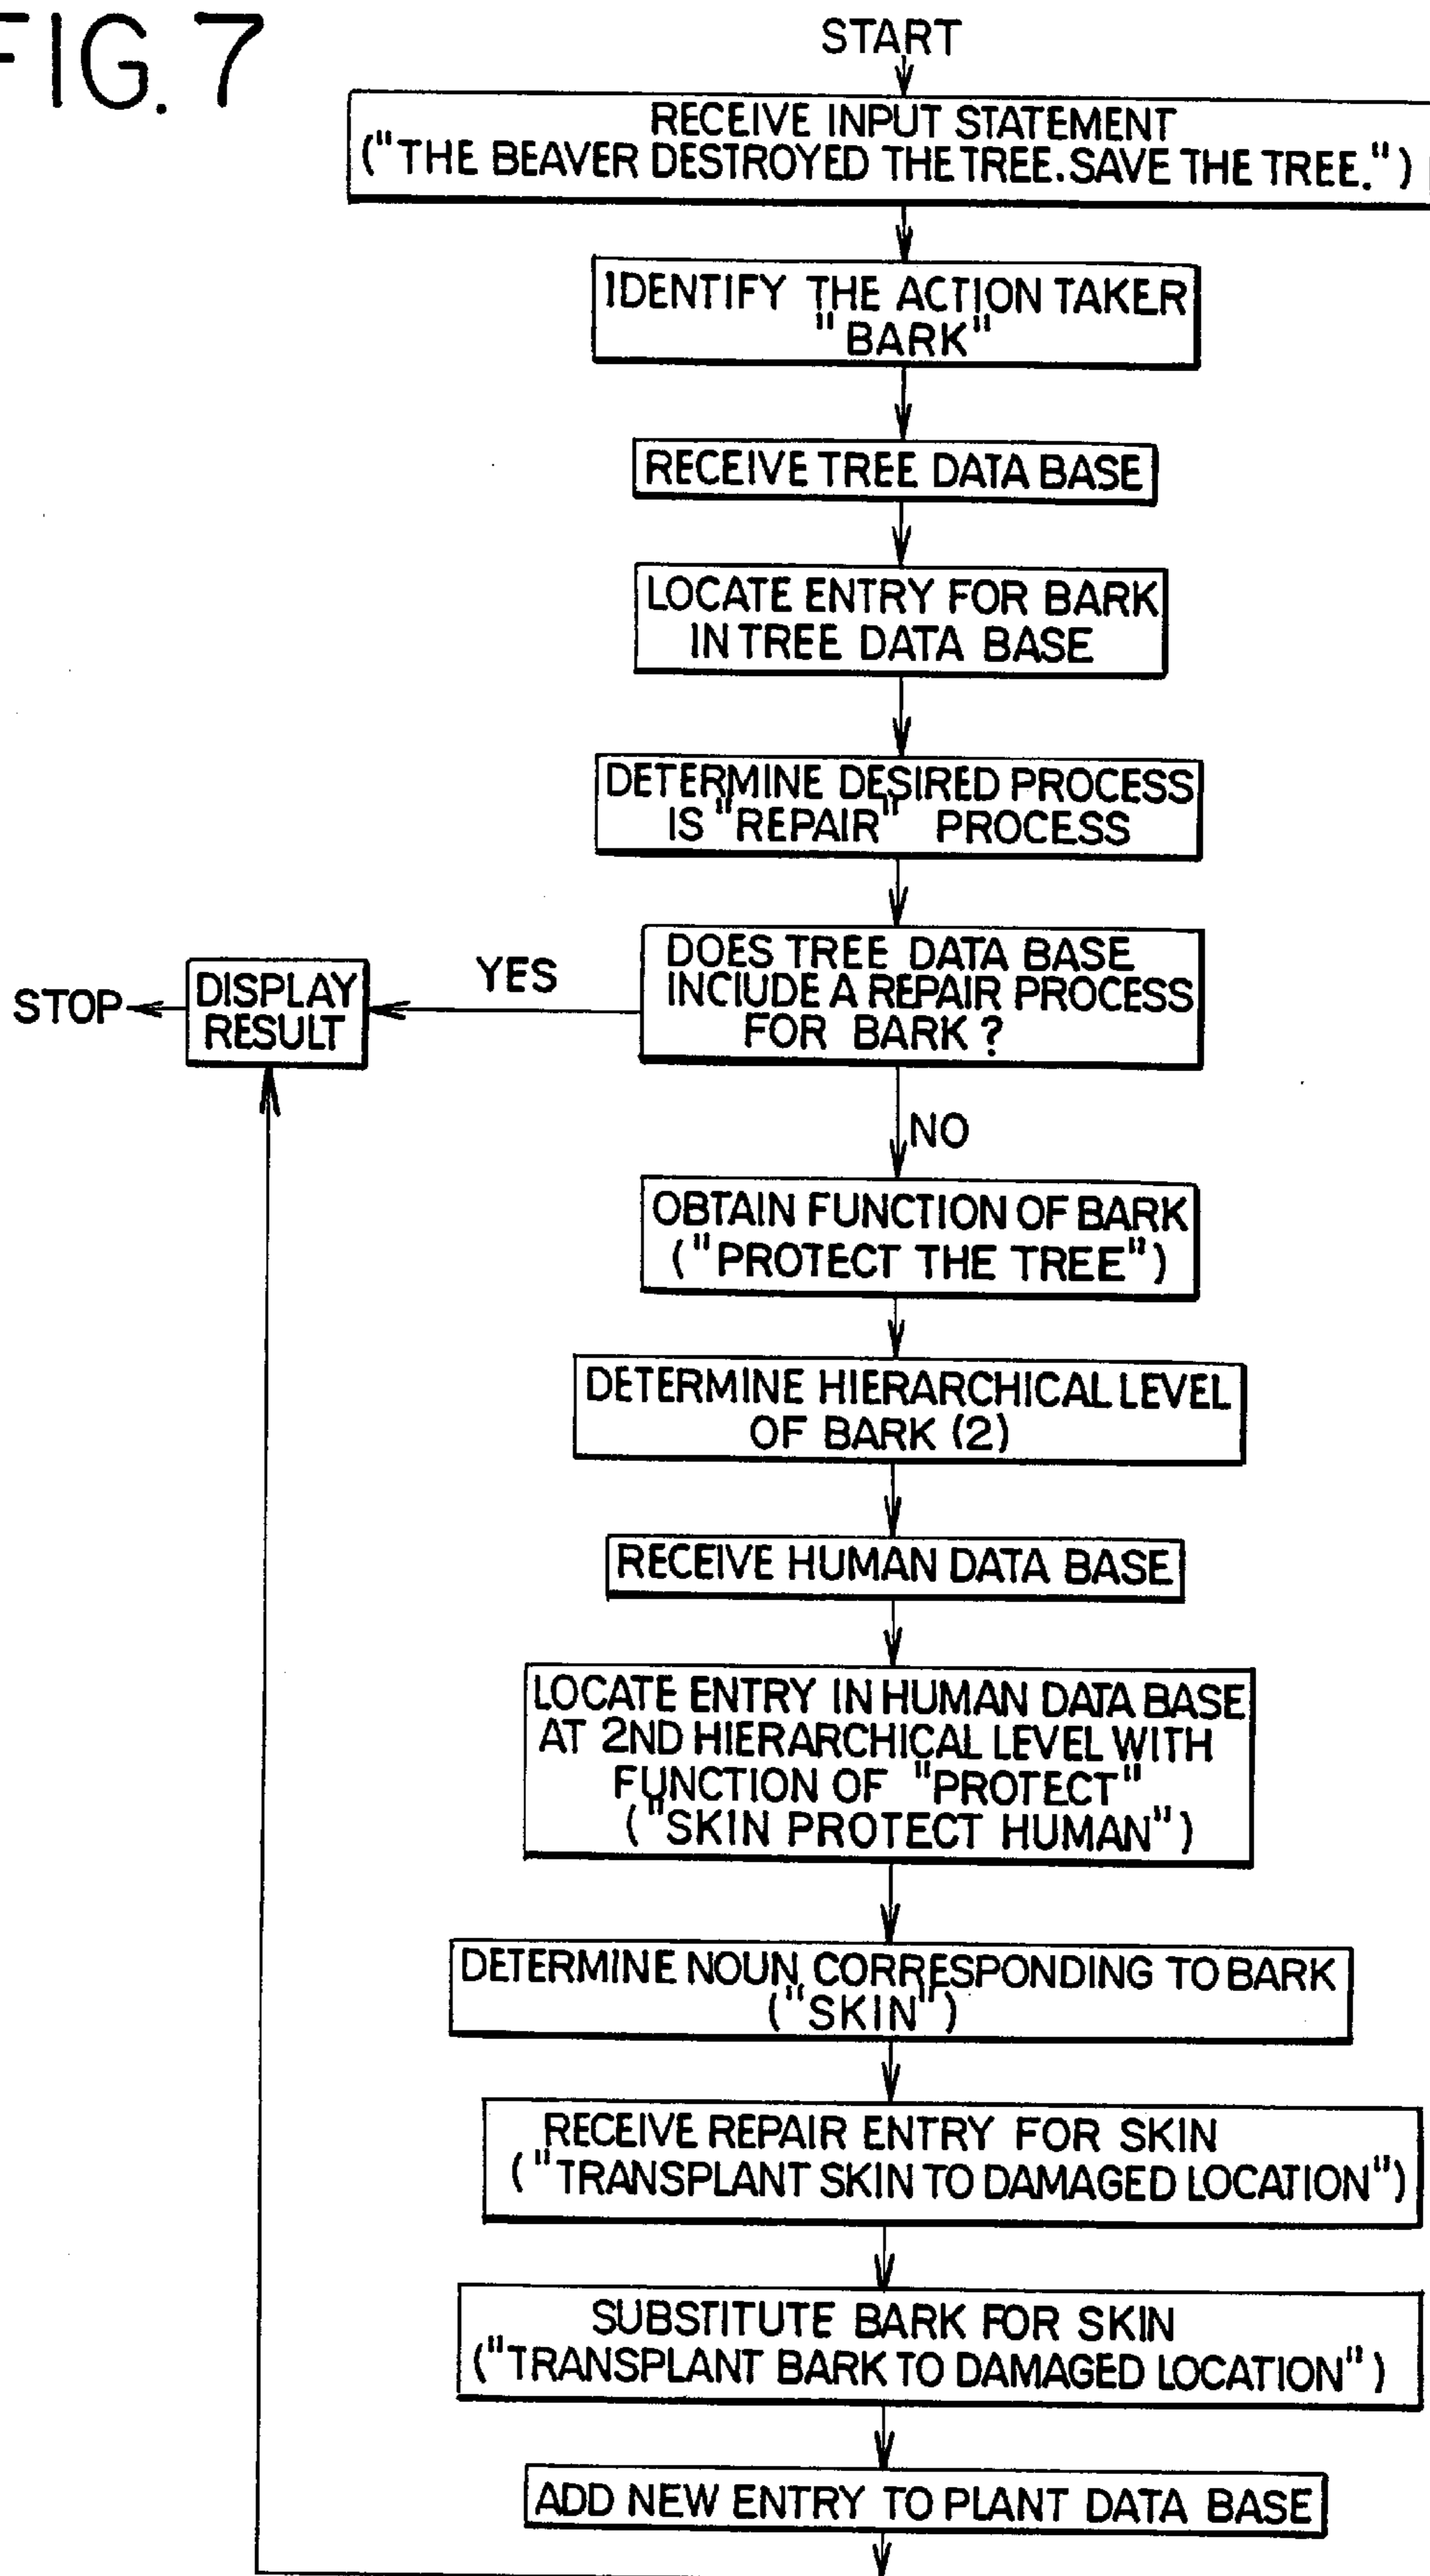 FIG. 7
START
RECEIVE INPUT STATEMENT
("THE BEAVER DESTROYED THE TREE. SAVE THE TREE.")
IDENTIFY THE ACTION TAKER
"BARK"
RECEIVE TREE DATA BASE
LOCATE ENTRY FOR BARK
IN TREE DATA BASE
DETERMINE DESIRED PROCESS
IS "REPAIR" PROCESS
DOES TREE DATA BASE
INCLUDE A REPAIR PROCESS
FOR BARK ?
YES
DISPLAY
RESULT
STOP
NO
OBTAIN FUNCTION OF BARK
("PROTECT THE TREE")
DETERMINE HIERARCHICAL LEVEL
OF BARK (2)
RECEIVE HUMAN DATA BASE
LOCATE ENTRY IN HUMAN DATA BASE
AT 2ND HIERARCHICAL LEVEL WITH
FUNCTION OF "PROTECT"
("SKIN PROTECT HUMAN")
DETERMINE NOUN CORRESPONDING TO BARK
("SKIN")
RECEIVE REPAIR ENTRY FOR SKIN
("TRANSPLANT SKIN TO DAMAGED LOCATION")
SUBSTITUTE BARK FOR SKIN
("TRANSPLANT BARK TO DAMAGED LOCATION")
ADD NEW ENTRY TO PLANT DATA BASE